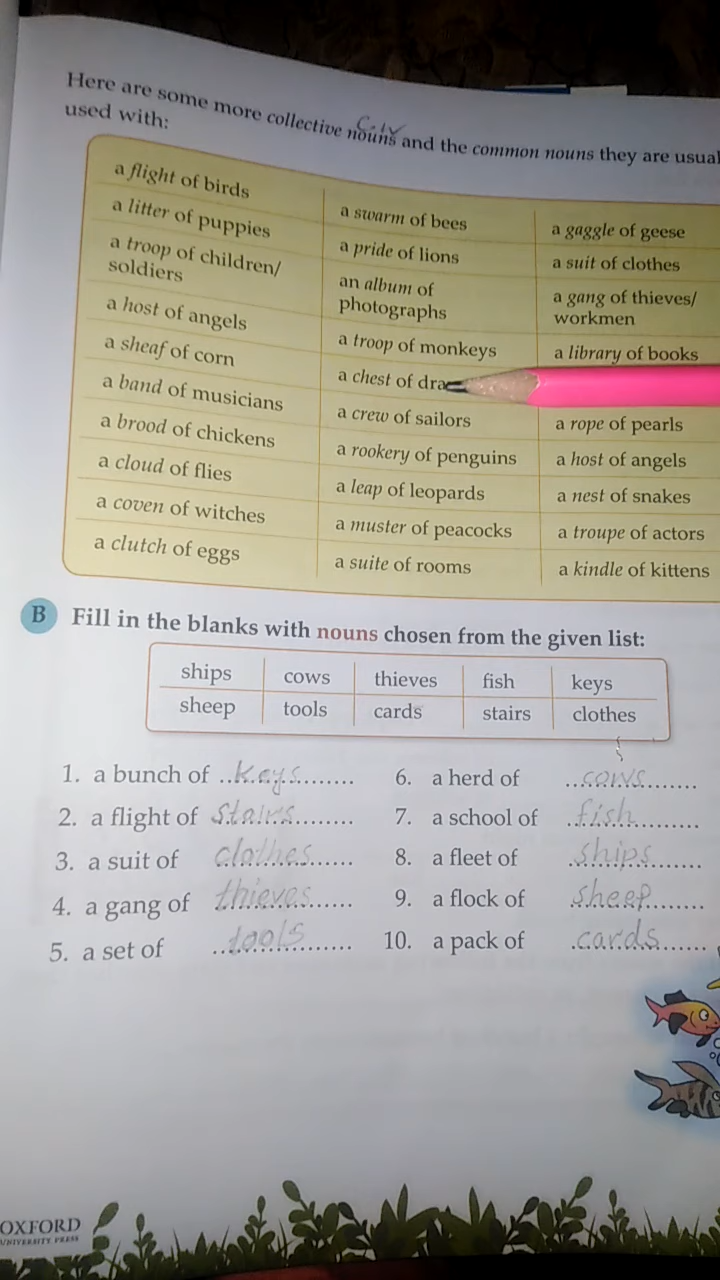 Here are some more collective nouns and the common nouns they are
used with:
a flight of birds
a litter of puppies
a troop of children/
soldiers
a host of angels
a sheaf of corn
a band of musicians
a brood of chickens
a cloud of flies
a coven of witches
a clutch of eggs
a swarm of bees
a pride of lions
an album of
photographs
a troop of monkeys
a chest of
a crew of sailors
a rookery of penguins
a leap of leopards
a muster of peacocks
a suite of rooms
a gaggle of geese
a suit of clothes
a gang of thieves/
workmen
a library of books
a rope of pearls
a host of angels
a nest of snakes
a troupe of actors
a kindle of kittens
B Fill in the blanks with nouns chosen from the given list:
ships cows thieves fish keys
sheep tools cards stairs clothes
1. a bunch of keys
2. a flight of stairs
3. a suit of clothes
4. a gang of thieves
5. a set of tools
6. a herd of cows
7. a school of fish
8. a fleet of ships
9. a flock of sheep
10. a pack of cards
OXFORD
UNIVERSITY PRESS